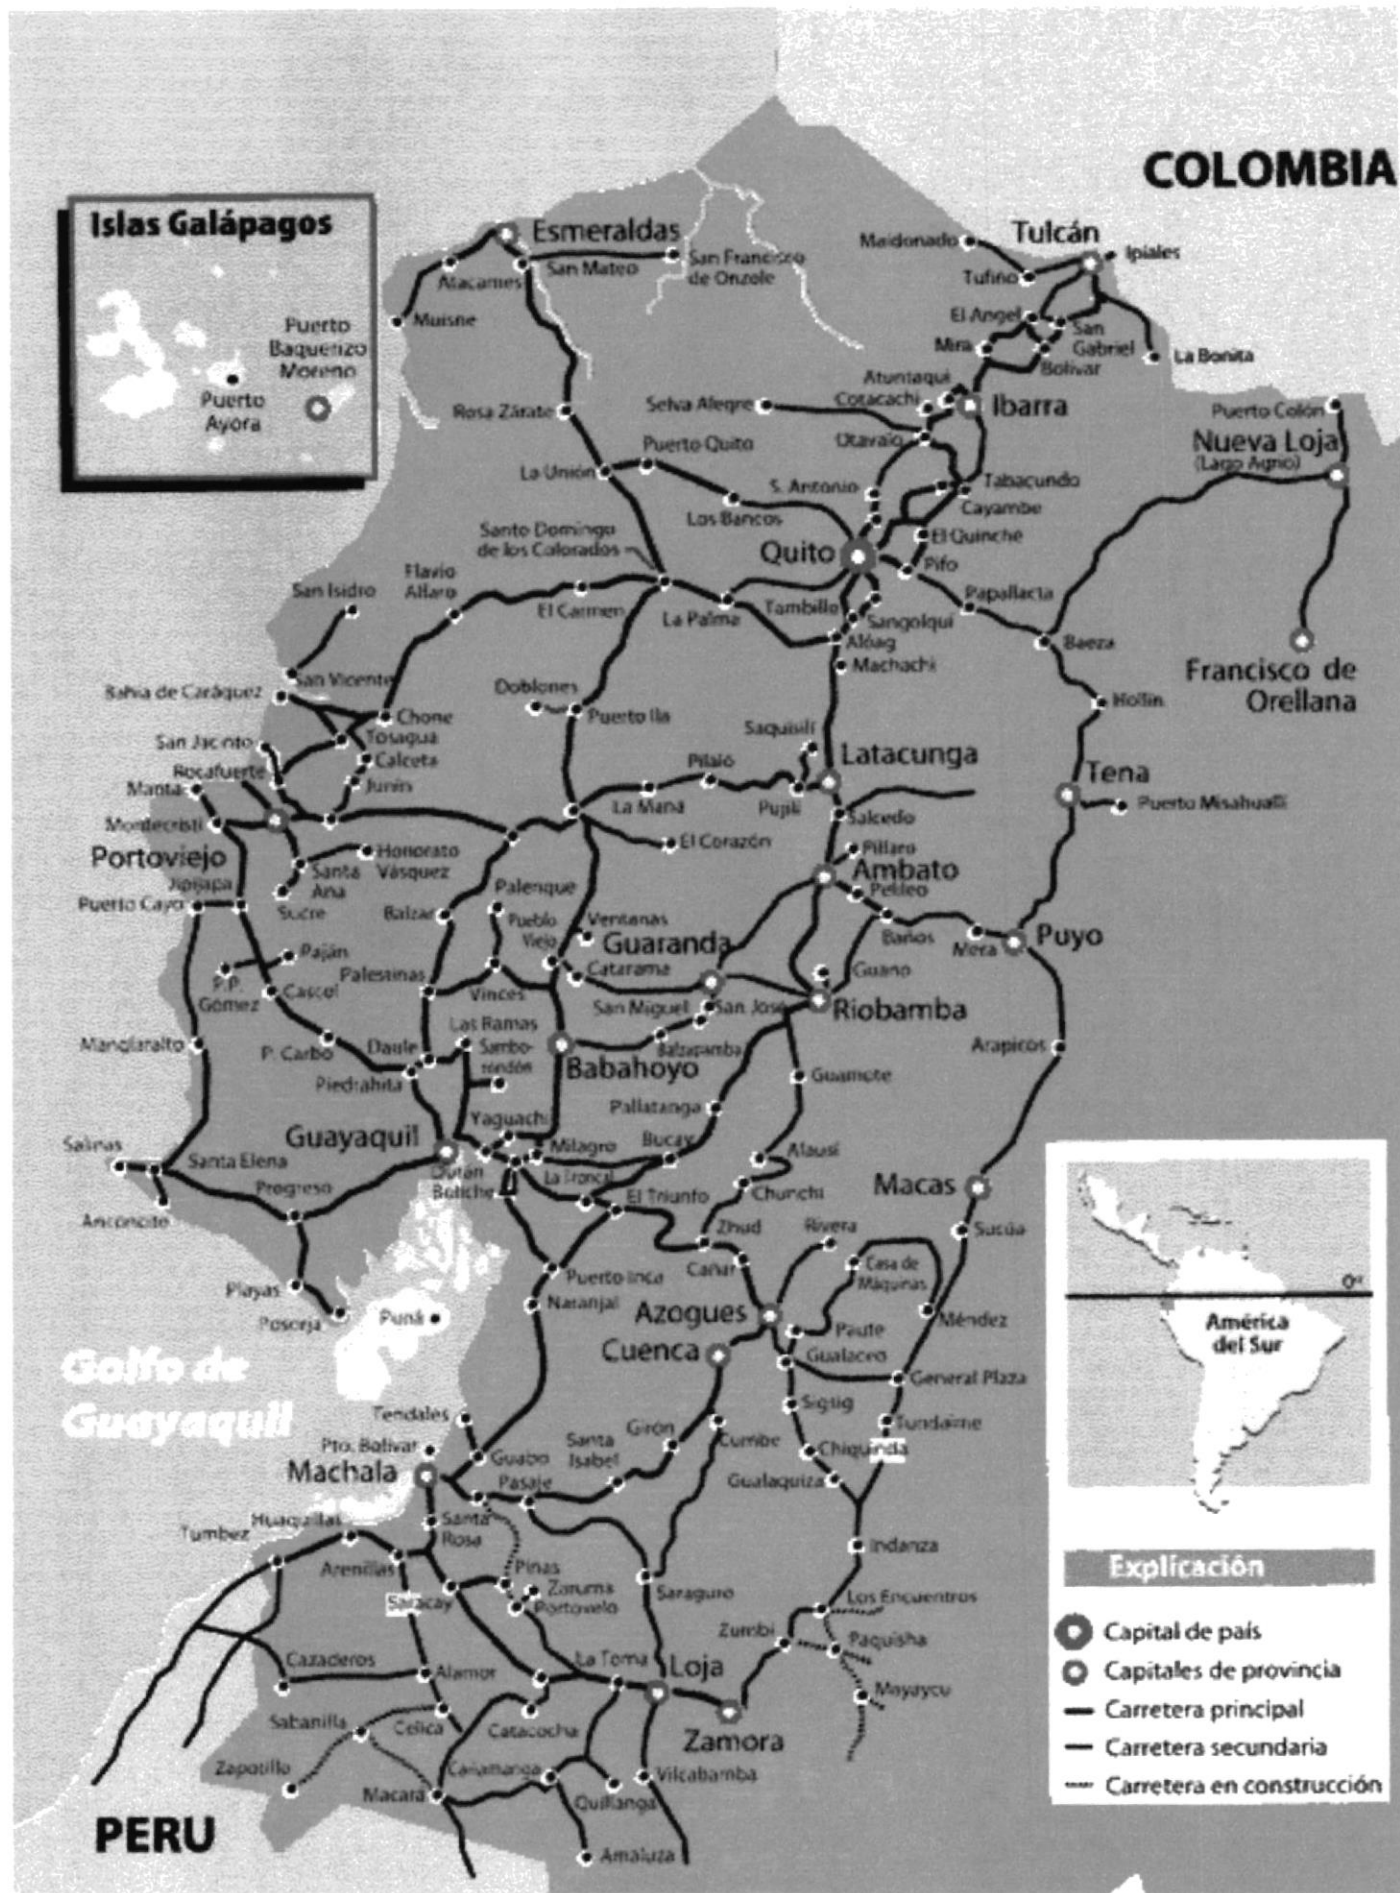 COLOMBIA
Islas Galápagos
Puerto
Baquerizo
Moreno
Puerto
Ayora
Esmeraldas
San Mateo
San Francisco
de Onzole
Atacames
Muisne
Maldonado
Tulcán
Ipiales
Tufiño
El Angel
San
Gabriel
Mira
Bolívar
La Bonita
Atuntaqui
Cotacachi
Ibarra
Rosa Zárate
Selva Alegre
Puerto Colón
Otavalo
Nueva Loja
(Lago Agrio)
Puerto Quito
La Unión
S. Antonio
Tabacundo
Cayambe
Los Bancos
Santo Domingo
de los Colorados
Quito
El Quinche
Pifo
Flavio
Alfaro
San Isidro
El Carmen
La Palma
Tambillo
Papallacta
Sangolquí
Alóag
Baeza
Machachi
Francisco de
Orellana
San Vicente
Bahía de Caráquez
Doblones
Hollín
Chone
Puerto Ila
Tosagua
San Jacinto
Saquisilí
Calceta
Latacunga
Rocafuerte
Junín
Pilaló
Tena
Manta
La Maná
Pujilí
Puerto Misahuallí
Montecristi
Salcedo
El Corazón
Píllaro
Portoviejo
Honorato
Vásquez
Santa
Ana
Ambato
Jipijapa
Pelileo
Palenque
Puerto Cayo
Sucre
Balzar
Pueblo
Viejo
Ventanas
Guaranda
Baños
Mera
Puyo
Paján
Palestinas
Catarama
Guano
P.P.
Gómez
Cascol
Vinces
San Miguel
San José
Riobamba
Las Ramas
Manglaralto
P. Carbo
Daule
Sambo-
rondón
Balzapamba
Arapicos
Piedrahita
Babahoyo
Guamote
Pallatanga
Yaguachi
Guayaquil
Milagro
Bucay
Alausí
Salinas
Santa Elena
Durán
Boliche
La Troncal
Progreso
El Triunfo
Chunchi
Macas
Anconcito
Zhud
Rivera
Sucúa
Cañar
Casa de
Máquinas
Puerto Inca
Playas
Naranjal
Azogues
Posorja
Puná
Paute
Méndez
Cuenca
Gualaceo
Golfo de
Guayaquil
General Plaza
Sigsig
Tendales
Tundaime
Girón
Cumbe
Pto. Bolívar
Santa
Isabel
Chiquinda
Guabo
Machala
Pasaje
Gualaquiza
Huaquillas
Santa
Rosa
Tumbez
Indanza
Arenillas
Pinas
Zaruma
Portovelo
Saraguro
Saracay
Los Encuentros
Zumbi
Paquisha
Cazaderos
La Toma
Loja
Alamor
Mayaycu
Sabanilla
Celica
Catacocha
Zamora
Zapotillo
Cariamanga
Vilcabamba
Macará
Quillanga
PERU
Amaluza
0º
América
del Sur
Explicación
Capital de país
Capitales de provincia
Carretera principal
Carretera secundaria
Carretera en construcción